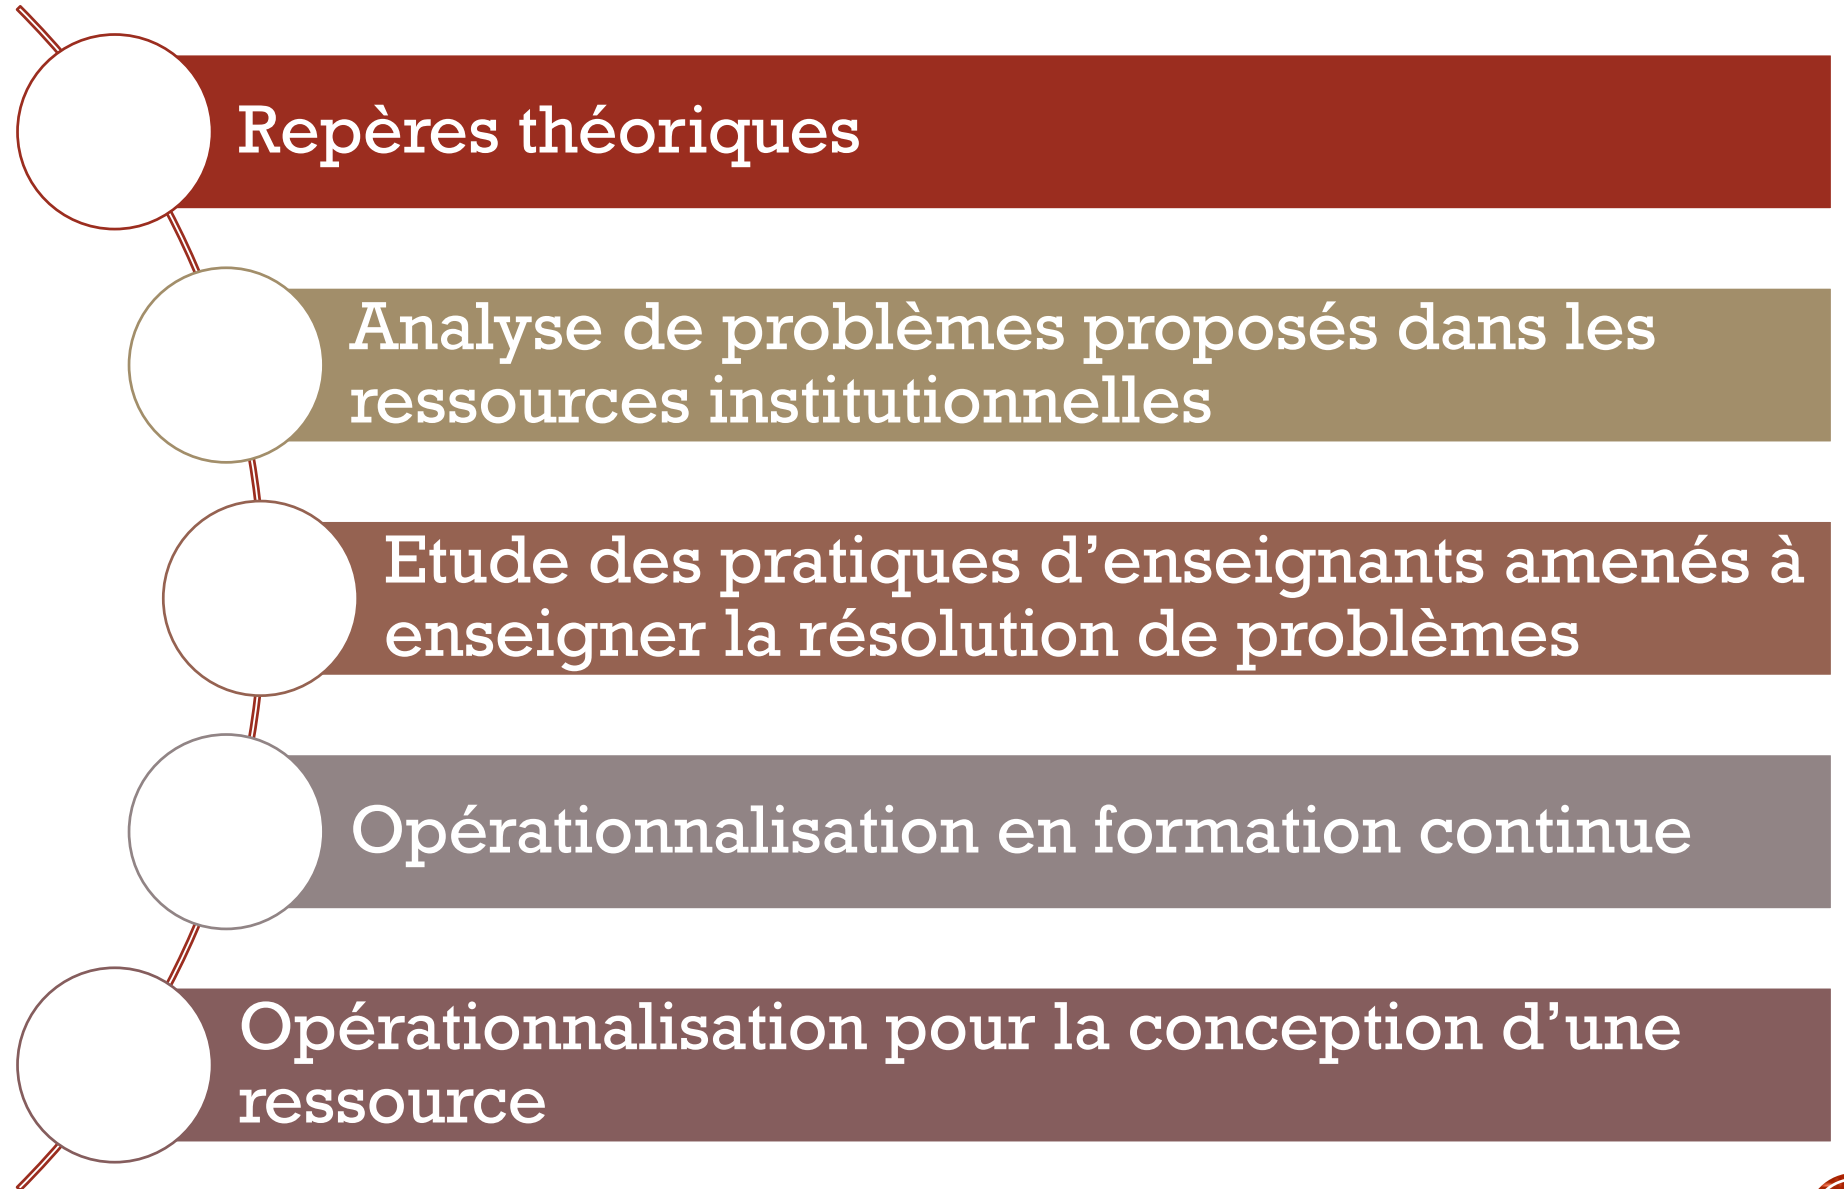 Repères théoriques
Analyse de problèmes proposés dans les
ressources institutionnelles
Etude des pratiques d’enseignants amenés à
enseigner la résolution de problèmes
Opérationnalisation en formation continue
Opérationnalisation pour la conception d’une
ressource